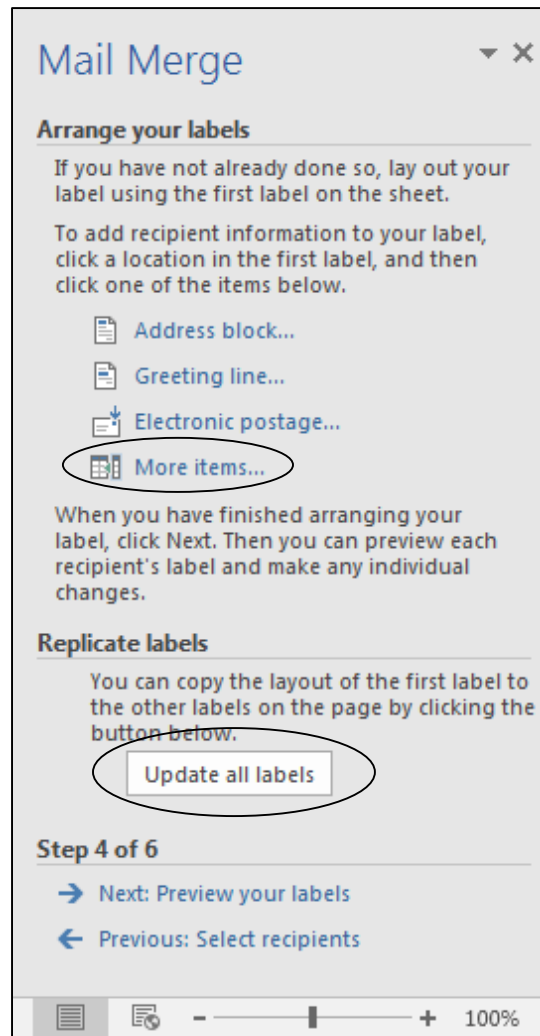 Mail Merge
Arrange your labels
If you have not already done so, lay out your
label using the first label on the sheet.
To add recipient information to your label,
click a location in the first label, and then
click one of the items below.
Address block...
Greeting line...
Electronic postage...
More items...
When you have finished arranging your
label, click Next. Then you can preview each
recipient's label and make any individual
changes.
Replicate labels
You can copy the layout of the first label to
the other labels on the page by clicking the
button below.
Update all labels
Step 4 of 6
Next: Preview your labels
Previous: Select recipients
100%